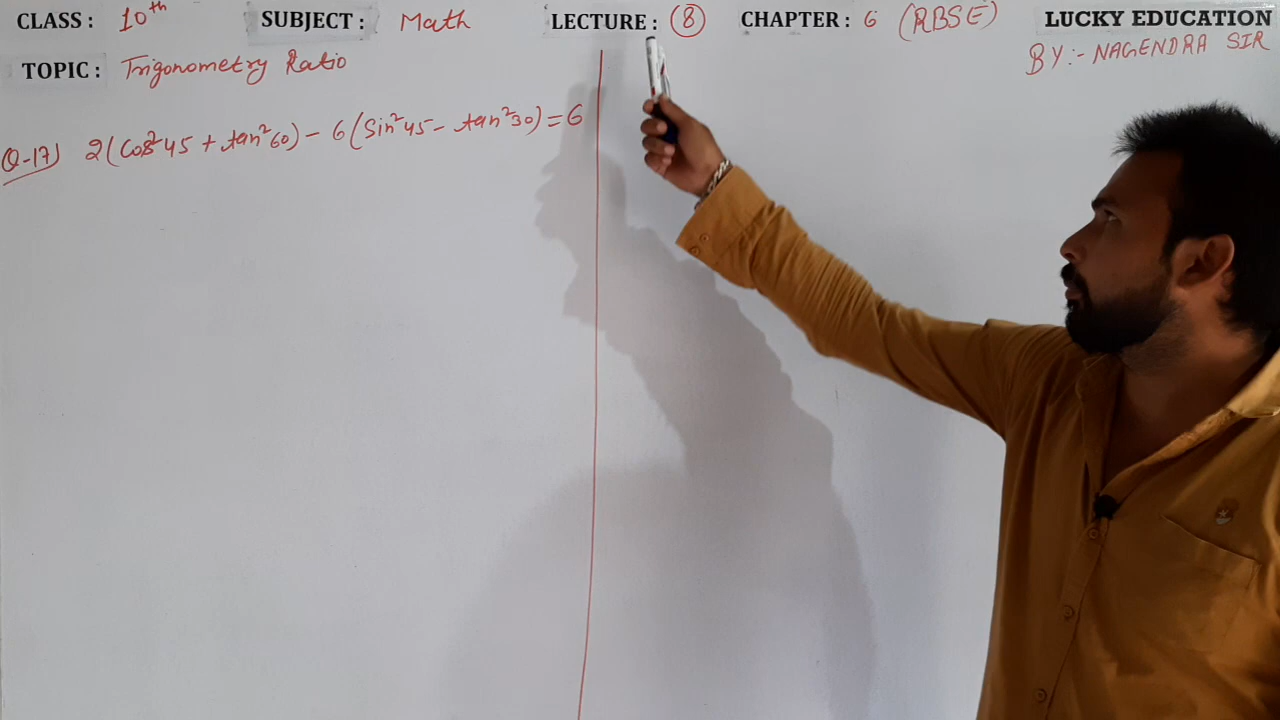 CLASS : 10th SUBJECT : Math LECTURE : 8 CHAPTER : 6 (RBSE) LUCKY EDUCATION
BY :- NAGENDRA SIR
TOPIC : Trigonometry Ratio
Q-17) 2(Cos²45 + tan²60) - 6(Sin²45 - tan²30) = 6